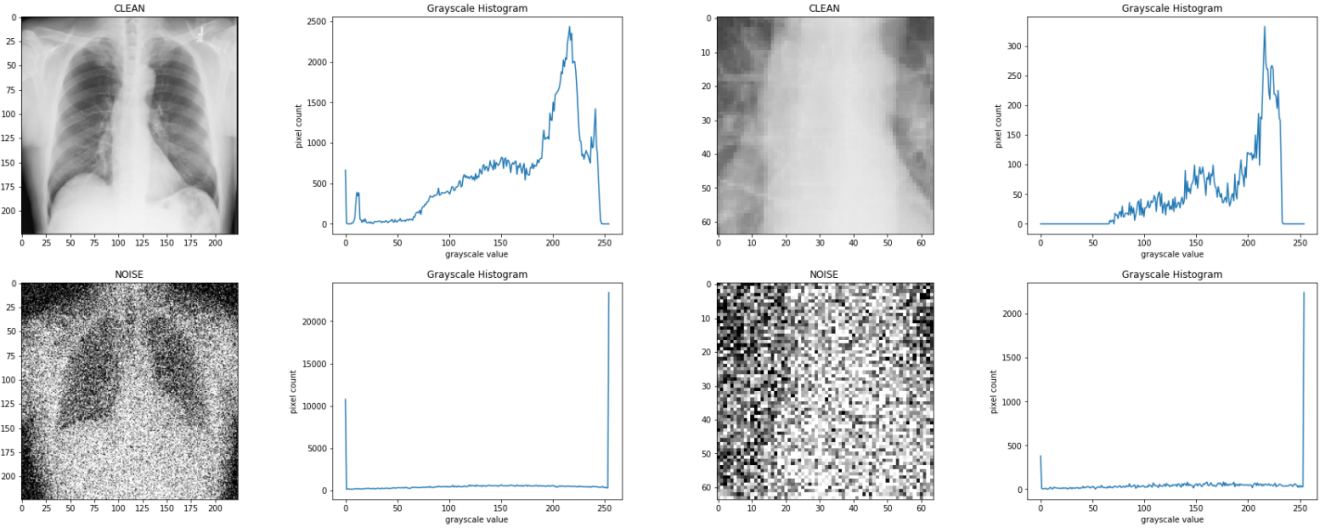 CLEAN
0
25
50
75
100
125
150
175
200
0 25 50 75 100 125 150 175 200
Grayscale Histogram
pixel count
2500
2000
1500
1000
500
0
0 50 100 150 200 250
grayscale value
CLEAN
0
10
20
30
40
50
60
0 10 20 30 40 50 60
Grayscale Histogram
pixel count
300
250
200
150
100
50
0
0 50 100 150 200 250
grayscale value
NOISE
0
25
50
75
100
125
150
175
200
0 25 50 75 100 125 150 175 200
Grayscale Histogram
pixel count
20000
15000
10000
5000
0
0 50 100 150 200 250
grayscale value
NOISE
0
10
20
30
40
50
60
0 10 20 30 40 50 60
Grayscale Histogram
pixel count
2000
1500
1000
500
0
0 50 100 150 200 250
grayscale value